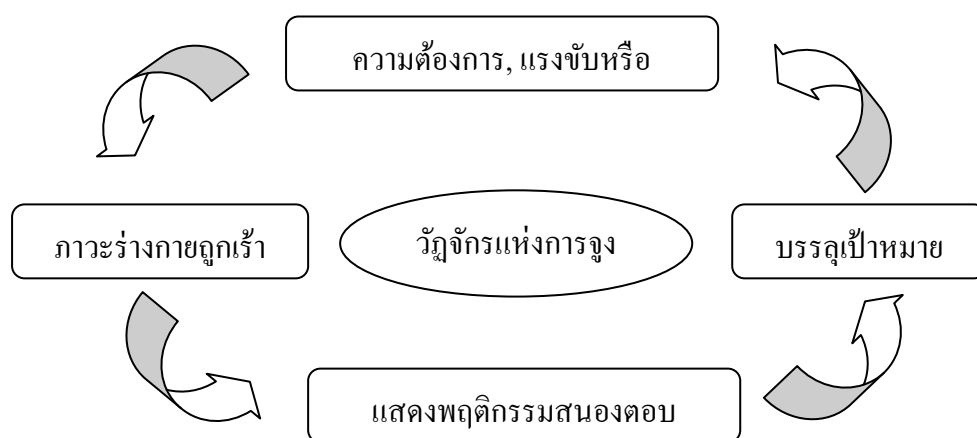 ความต้องการ, แรงขับหรือ
ภาวะร่างกายถูกเร้า
วัฏจักรแห่งการจูง
บรรลุเป้าหมาย
แสดงพฤติกรรมสนองตอบ